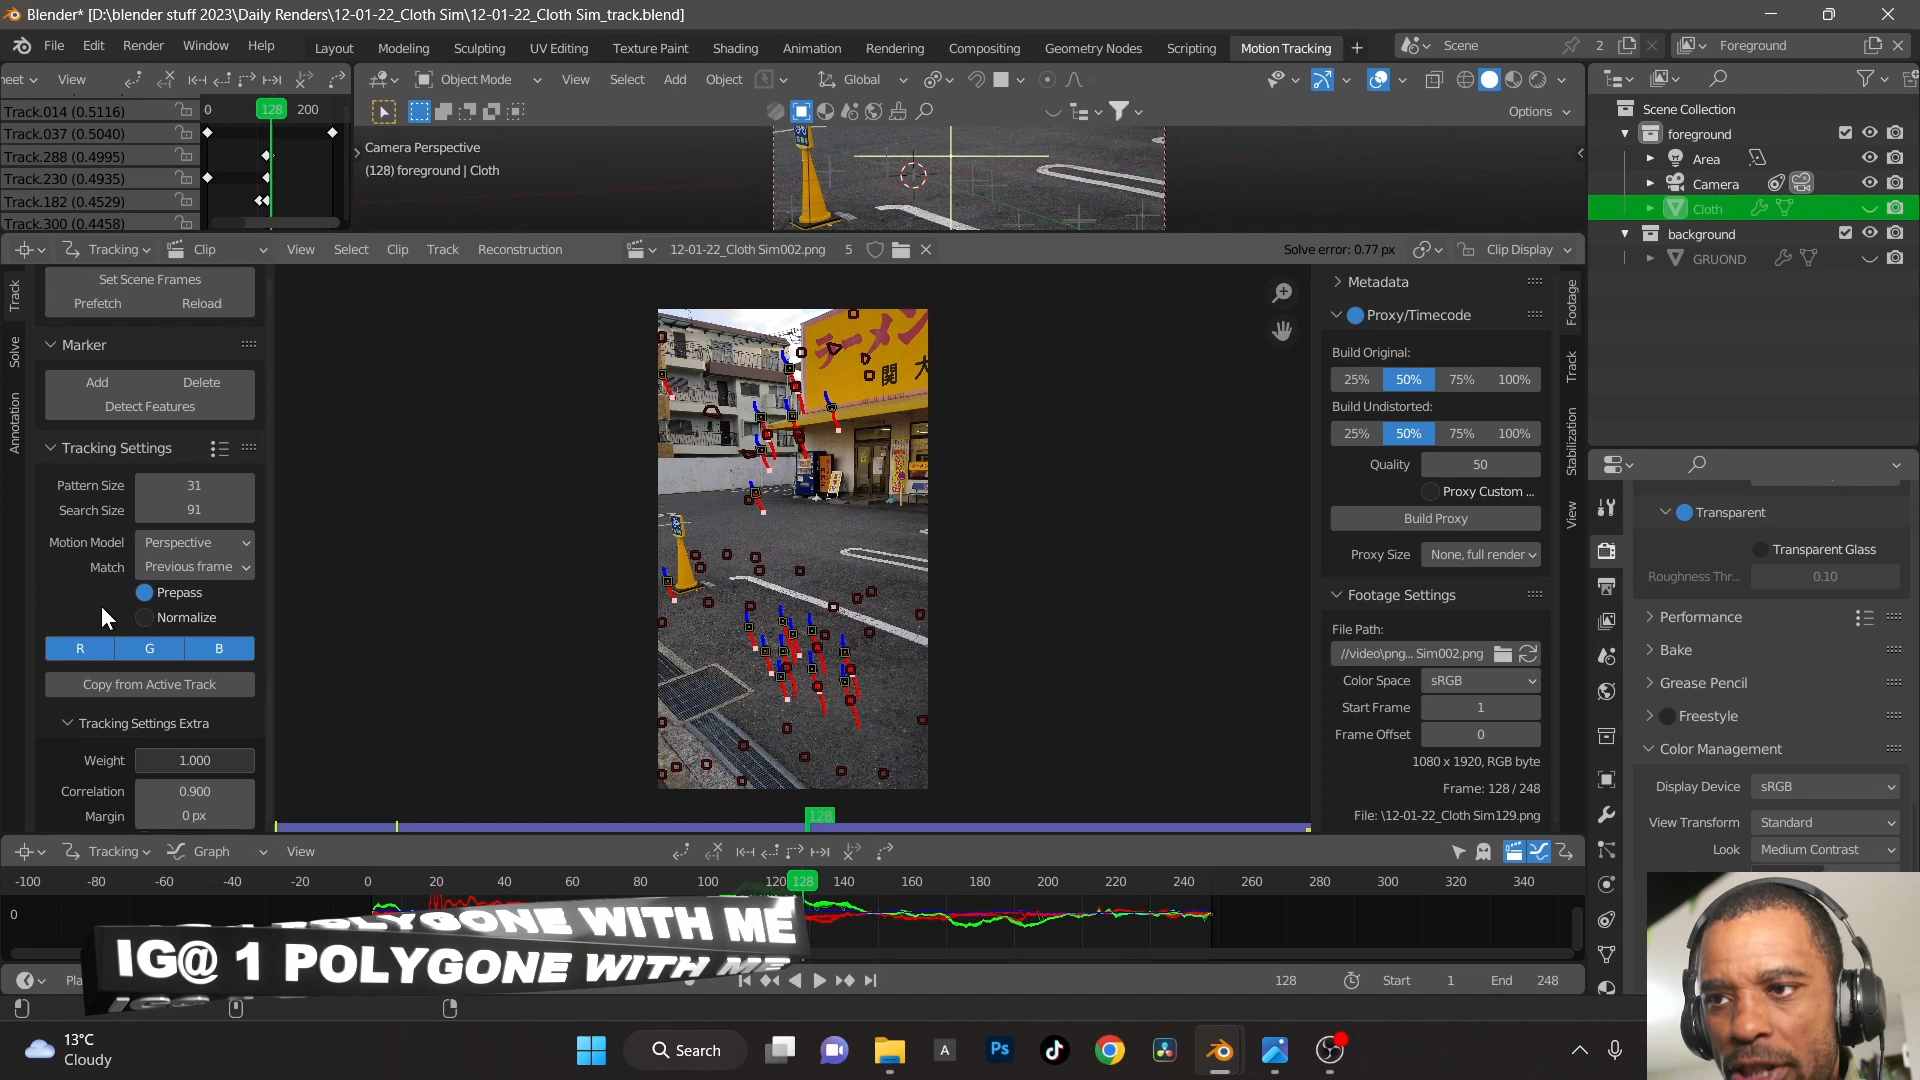 Blender* [D:\blender stuff 2023\Daily Renders\12-01-22_Cloth Sim\12-01-22_Cloth Sim_track.blend]
File Edit Render Window Help
Layout Modeling Sculpting UV Editing Texture Paint Shading Animation Rendering Compositing Geometry Nodes Scripting Motion Tracking +
Scene 2
Foreground
eet View
Object Mode View Select Add Object Global
Track.014 (0.5116)
0 128 200
Track.037 (0.5040)
Track.288 (0.4995)
Track.230 (0.4935)
Track.182 (0.4529)
Track.300 (0.4458)
Options
Camera Perspective
(128) foreground | Cloth
Scene Collection
foreground
Area
Camera
Cloth
background
GRUOND
Tracking Clip View Select Clip Track Reconstruction
12-01-22_Cloth Sim002.png 5
Solve error: 0.77 px
Clip Display
Track
Solve
Annotation
Set Scene Frames
Prefetch Reload
Marker
Add Delete
Detect Features
Tracking Settings
Pattern Size 31
Search Size 91
Motion Model Perspective
Match Previous frame
Prepass
Normalize
R G B
Copy from Active Track
Tracking Settings Extra
Weight 1.000
Correlation 0.900
Margin 0 px
ラーメン
関 大
128
Metadata
Proxy/Timecode
Build Original:
25% 50% 75% 100%
Build Undistorted:
25% 50% 75% 100%
Quality 50
Proxy Custom ...
Build Proxy
Proxy Size None, full render
Footage Settings
File Path:
//video\png... Sim002.png
Color Space sRGB
Start Frame 1
Frame Offset 0
1080 x 1920, RGB byte
Frame: 128 / 248
File: \12-01-22_Cloth Sim129.png
Footage
Track
Stabilization
View
Transparent
Transparent Glass
Roughness Thr... 0.10
Performance
Bake
Grease Pencil
Freestyle
Color Management
Display Device sRGB
View Transform Standard
Look Medium Contrast
Tracking Graph View
-100 -80 -60 -40 -20 0 20 40 60 80 100 120 128 140 160 180 200 220 240 260 280 300 320 340
0
POLYGONE WITH ME
IG@ 1 POLYGONE WITH ME
Pla
128 Start 1 End 248
13°C
Cloudy
Search
A
Ps